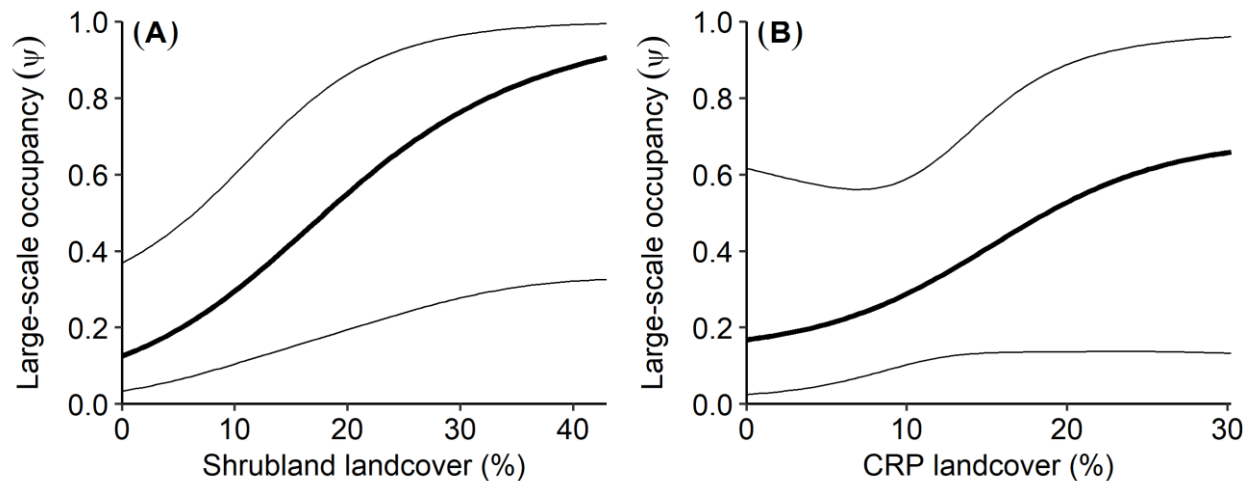 (A)
Large-scale occupancy (ψ)
1.0
0.8
0.6
0.4
0.2
0.0
0 10 20 30 40
Shrubland landcover (%)
(B)
Large-scale occupancy (ψ)
1.0
0.8
0.6
0.4
0.2
0.0
0 10 20 30
CRP landcover (%)